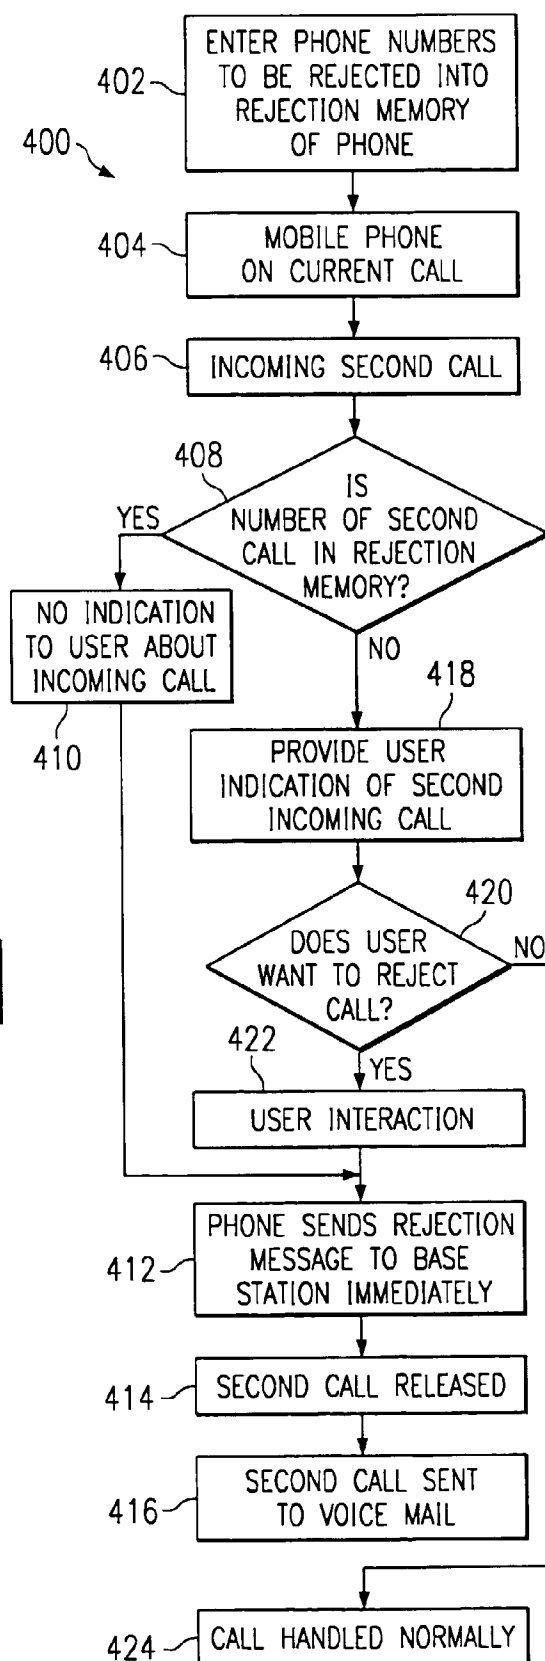 402
ENTER PHONE NUMBERS
TO BE REJECTED INTO
REJECTION MEMORY
OF PHONE
400
404
MOBILE PHONE
ON CURRENT CALL
406
INCOMING SECOND CALL
408
IS
NUMBER OF SECOND
CALL IN REJECTION
MEMORY?
YES
NO
NO INDICATION
TO USER ABOUT
INCOMING CALL
410
418
PROVIDE USER
INDICATION OF SECOND
INCOMING CALL
420
DOES USER
WANT TO REJECT
CALL?
NO
YES
422
USER INTERACTION
412
PHONE SENDS REJECTION
MESSAGE TO BASE
STATION IMMEDIATELY
414
SECOND CALL RELEASED
416
SECOND CALL SENT
TO VOICE MAIL
424
CALL HANDLED NORMALLY